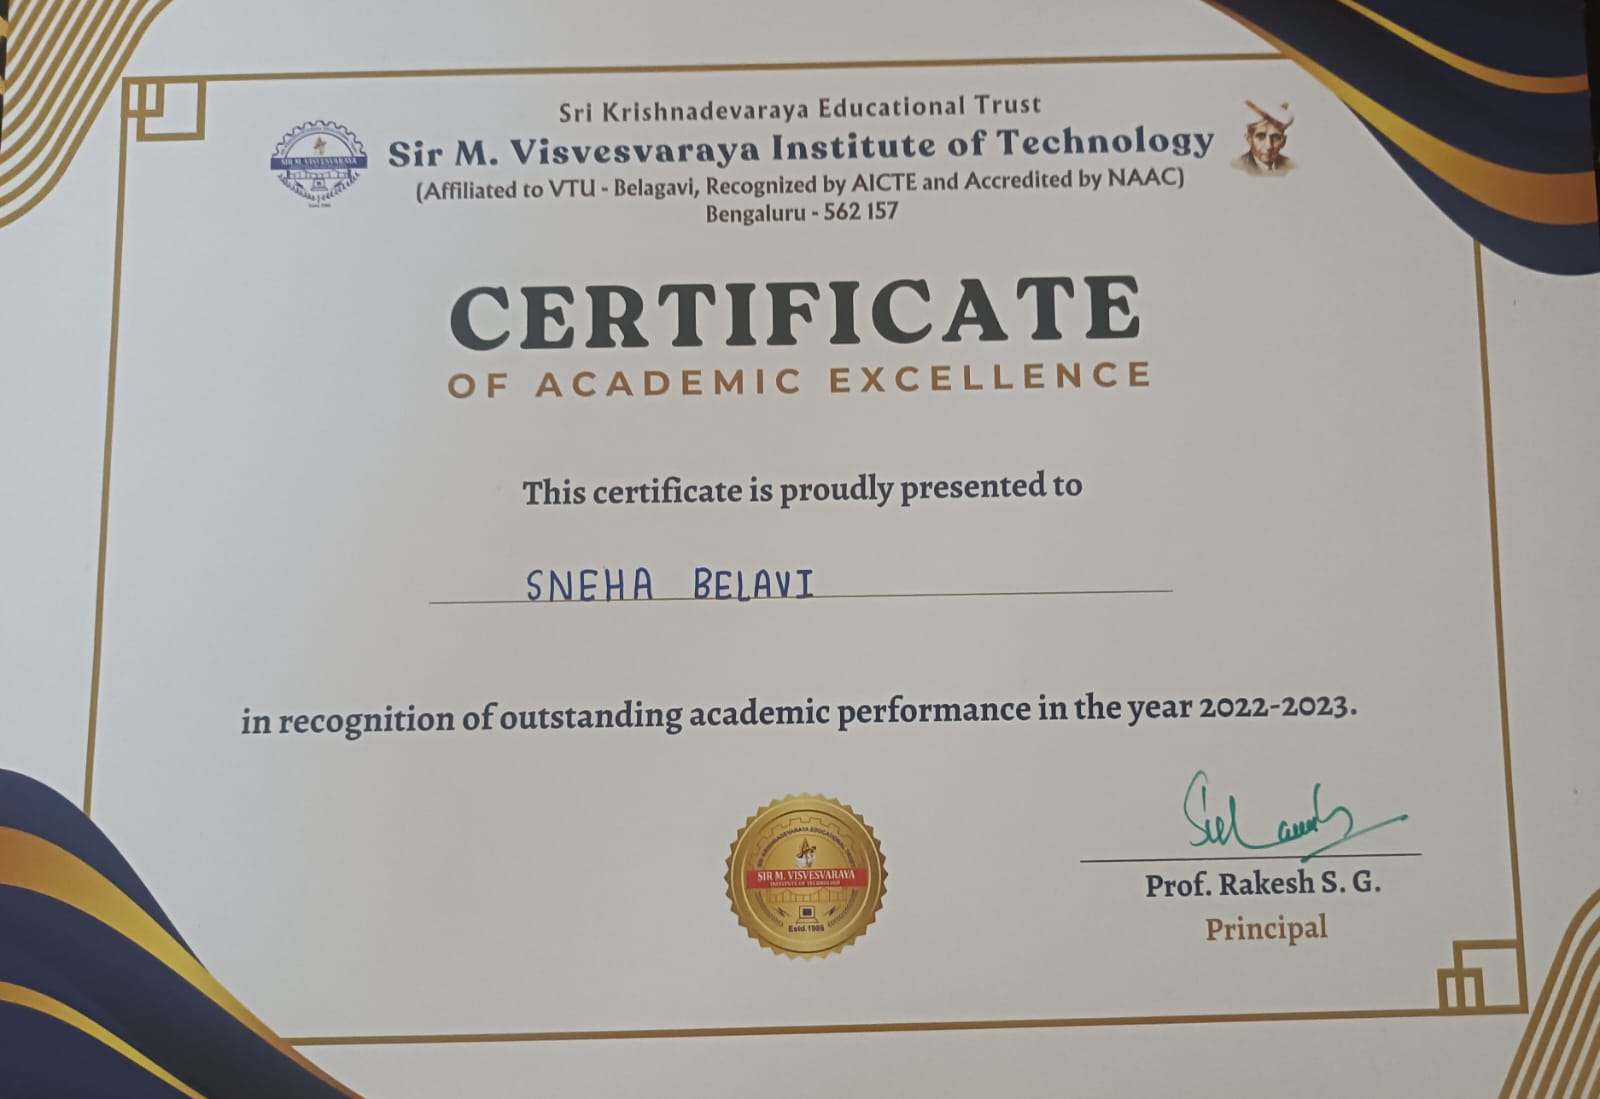 Sri Krishnadevaraya Educational Trust
Sir M. Visvesvaraya Institute of Technology
(Affiliated to VTU - Belagavi, Recognized by AICTE and Accredited by NAAC)
Bengaluru - 562 157
SIR M. VISVESVARAYA
CERTIFICATE
OF ACADEMIC EXCELLENCE
This certificate is proudly presented to
SNEHA BELAVI
in recognition of outstanding academic performance in the year 2022-2023.
SRI KRISHNADEVARAYA EDUCATIONAL TRUST
SIR M. VISVESVARAYA
INSTITUTE OF TECHNOLOGY
Estd. 1986
Prof. Rakesh S. G.
Principal